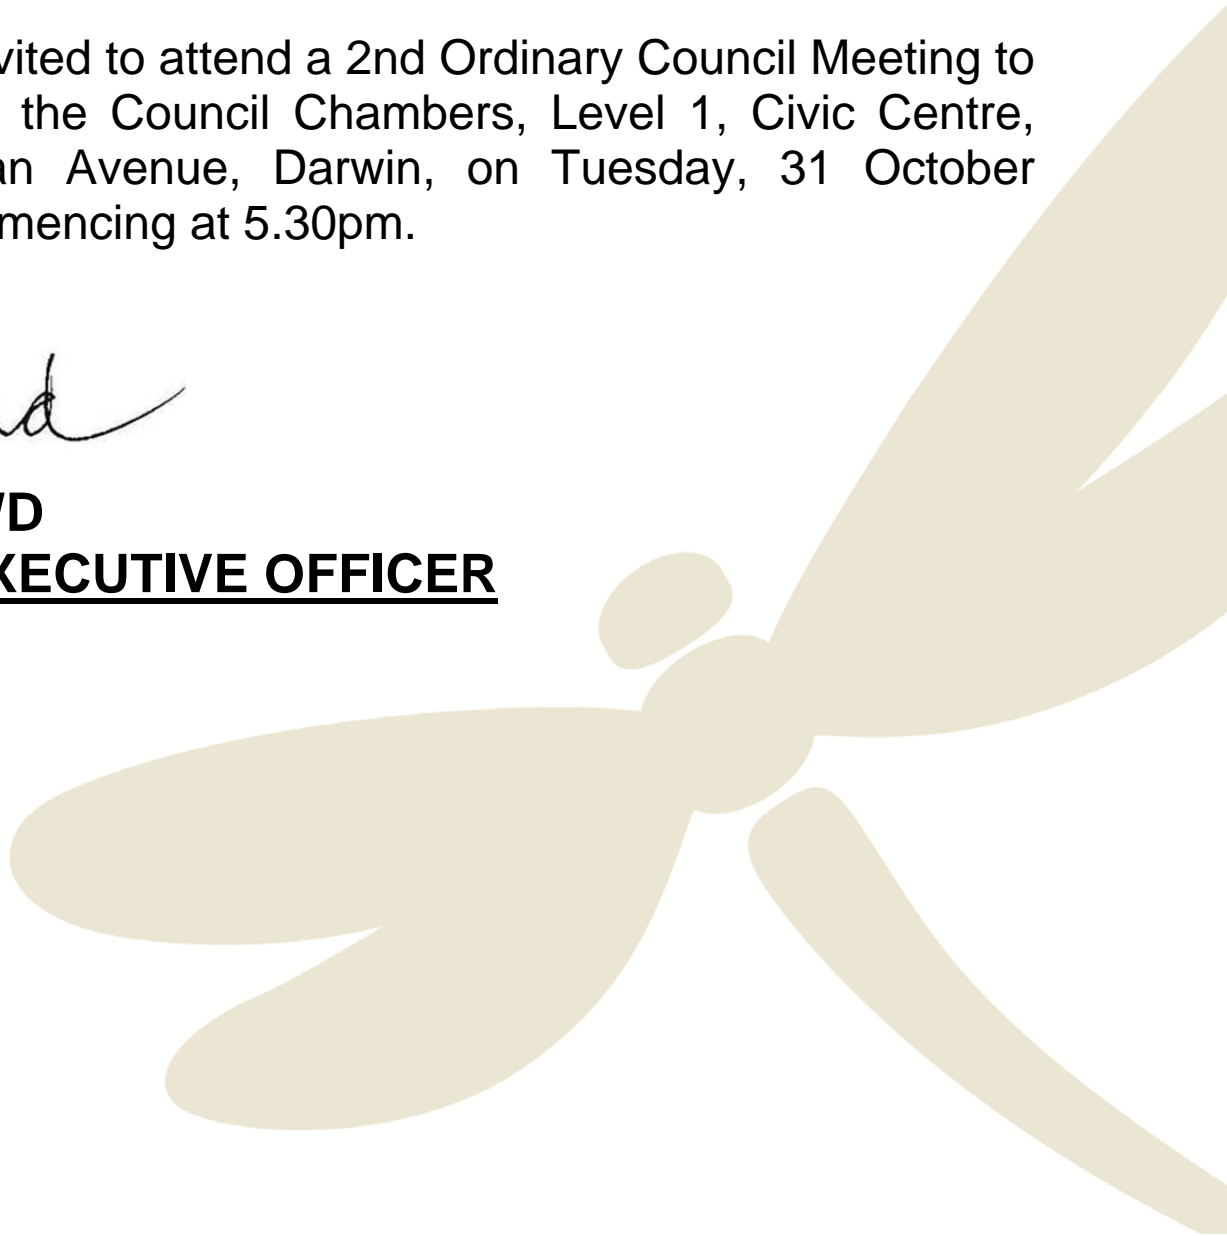 vited to attend a 2nd Ordinary Council Meeting to
the Council Chambers, Level 1, Civic Centre,
an Avenue, Darwin, on Tuesday, 31 October
mencing at 5.30pm.
D
XECUTIVE OFFICER